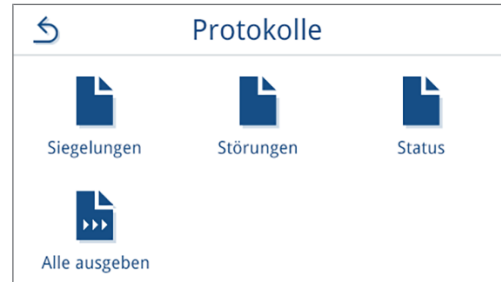 Protokolle
Siegelungen
Störungen
Status
Alle ausgeben